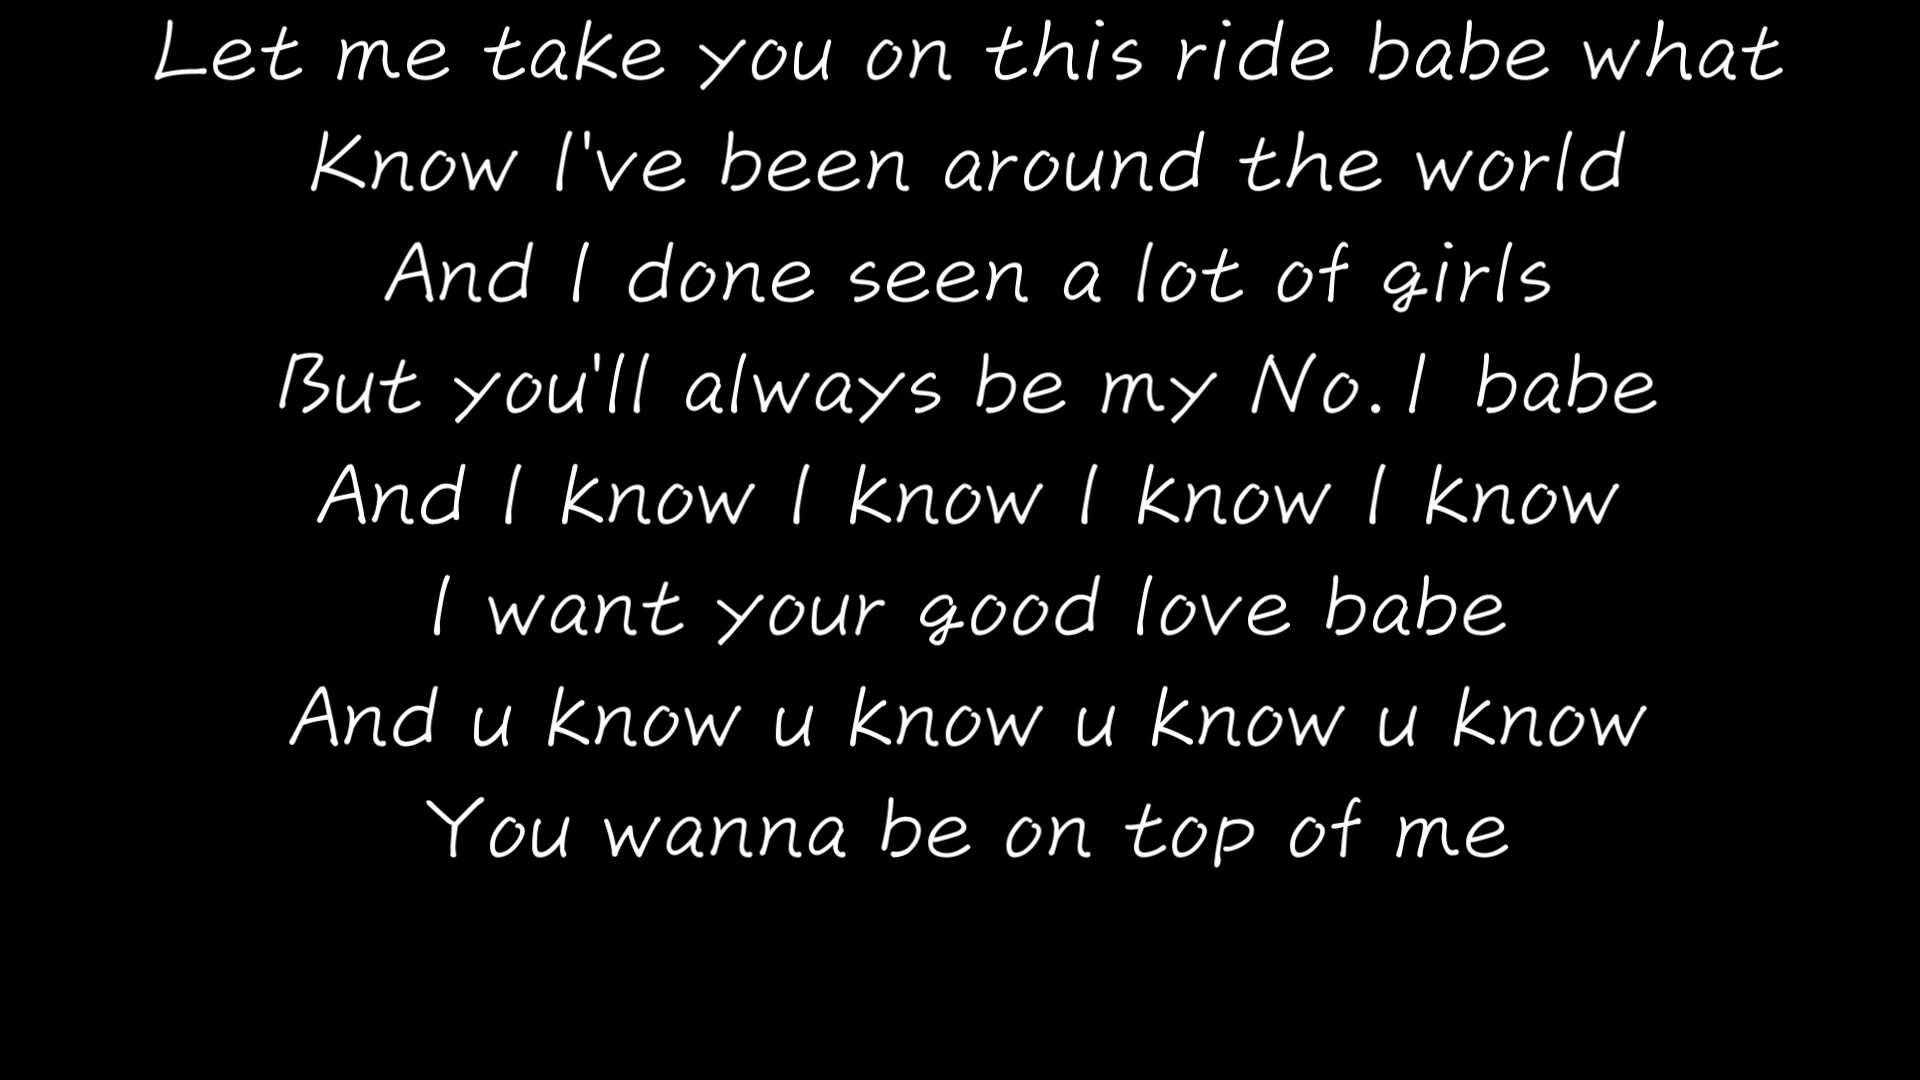 Let me take you on this ride babe what
Know I've been around the world
And I done seen a lot of girls
But you'll always be my No.1 babe
And I know I know I know I know
I want your good love babe
And u know u know u know u know
You wanna be on top of me